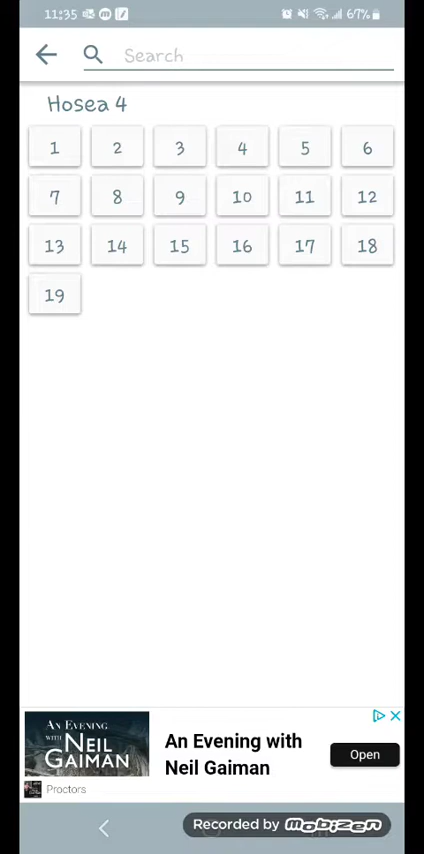 11:35
67%
Search
Hosea 4
1 2 3 4 5 6
7 8 9 10 11 12
13 14 15 16 17 18
19
AN EVENING
WITH NEIL
GAIMAN
An Evening with
Neil Gaiman
Open
Proctors
Recorded by mobizen